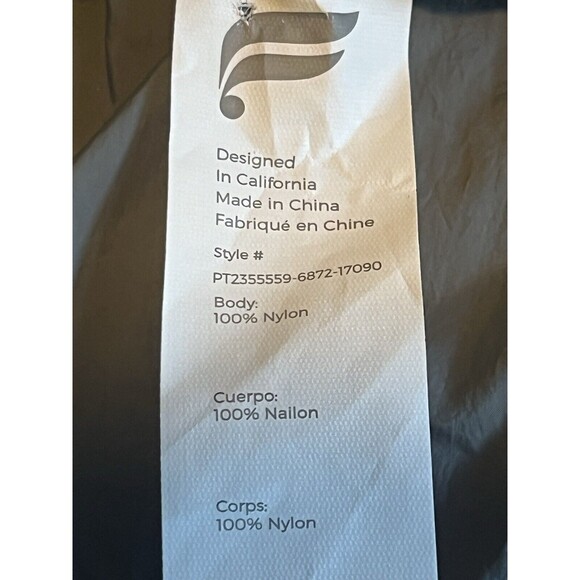 Designed
In California
Made in China
Fabriqué en Chine
Style #
PT2355559-6872-17090
Body:
100% Nylon
Cuerpo:
100% Nailon
Corps:
100% Nylon